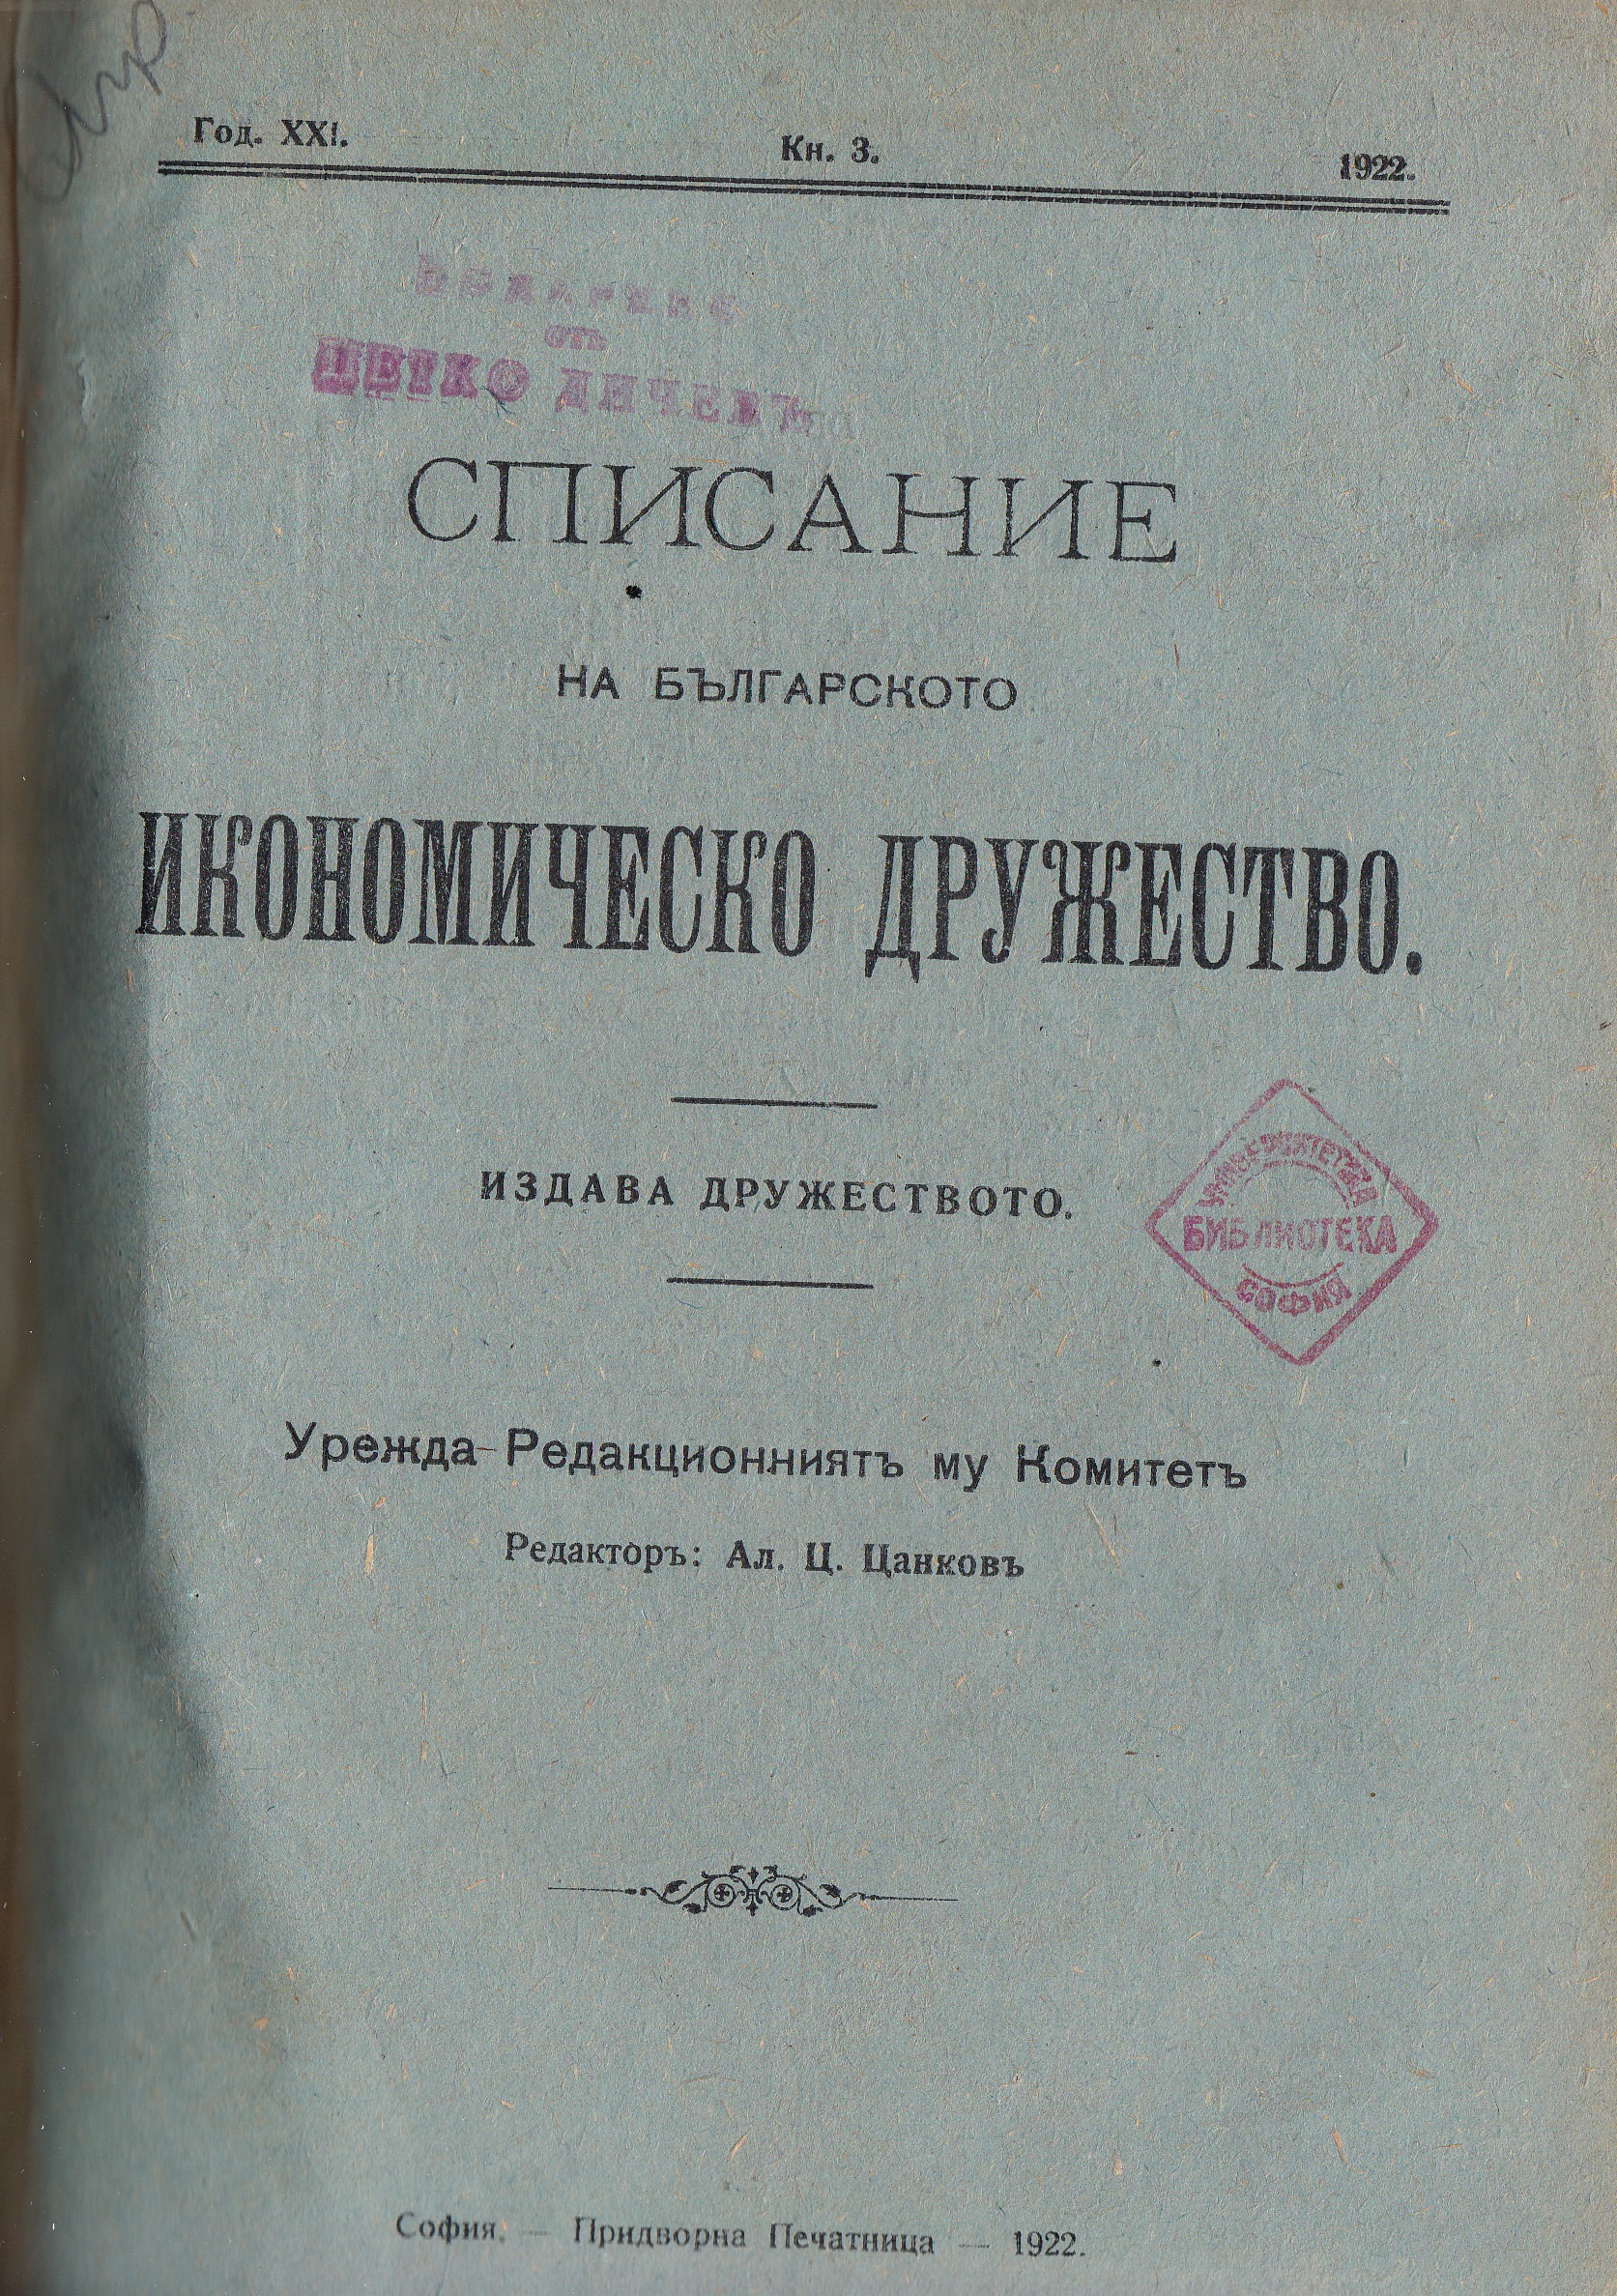 Год. XXI.
Кн. 3.
1922.
ПОДАРЕНО
отъ
ЦЕТКО ДИЧЕВЪ
СПИСАНИЕ
НА БЪЛГАРСКОТО
ИКОНОМИЧЕСКО ДРУЖЕСТВО.
ИЗДАВА ДРУЖЕСТВОТО.
УНИВЕРСИТЕТСКА
БИБЛИОТЕКА
СОФИЯ
Урежда Редакционниятъ му Комитетъ
Редакторъ: Ал. Ц. Цанковъ
София. — Придворна Печатница — 1922.